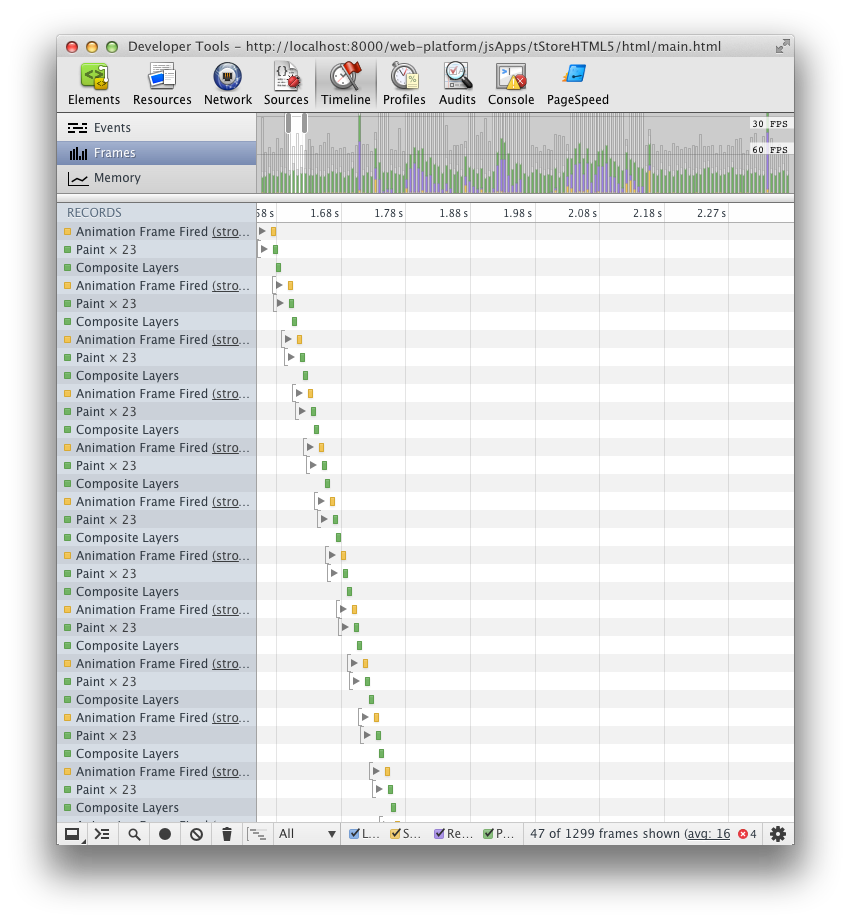 Developer Tools - http://localhost:8000/web-platform/jsApps/tStoreHTML5/html/main.html
Elements Resources Network Sources Timeline Profiles Audits Console PageSpeed
Events
30 FPS
Frames
60 FPS
Memory
RECORDS 58 s 1.68 s 1.78 s 1.88 s 1.98 s 2.08 s 2.18 s 2.27 s
Animation Frame Fired (stro...
Paint × 23
Composite Layers
Animation Frame Fired (stro...
Paint × 23
Composite Layers
Animation Frame Fired (stro...
Paint × 23
Composite Layers
Animation Frame Fired (stro...
Paint × 23
Composite Layers
Animation Frame Fired (stro...
Paint × 23
Composite Layers
Animation Frame Fired (stro...
Paint × 23
Composite Layers
Animation Frame Fired (stro...
Paint × 23
Composite Layers
Animation Frame Fired (stro...
Paint × 23
Composite Layers
Animation Frame Fired (stro...
Paint × 23
Composite Layers
Animation Frame Fired (stro...
Paint × 23
Composite Layers
Animation Frame Fired (stro...
Paint × 23
Composite Layers
All L... S... Re... P... 47 of 1299 frames shown (avg: 16 4